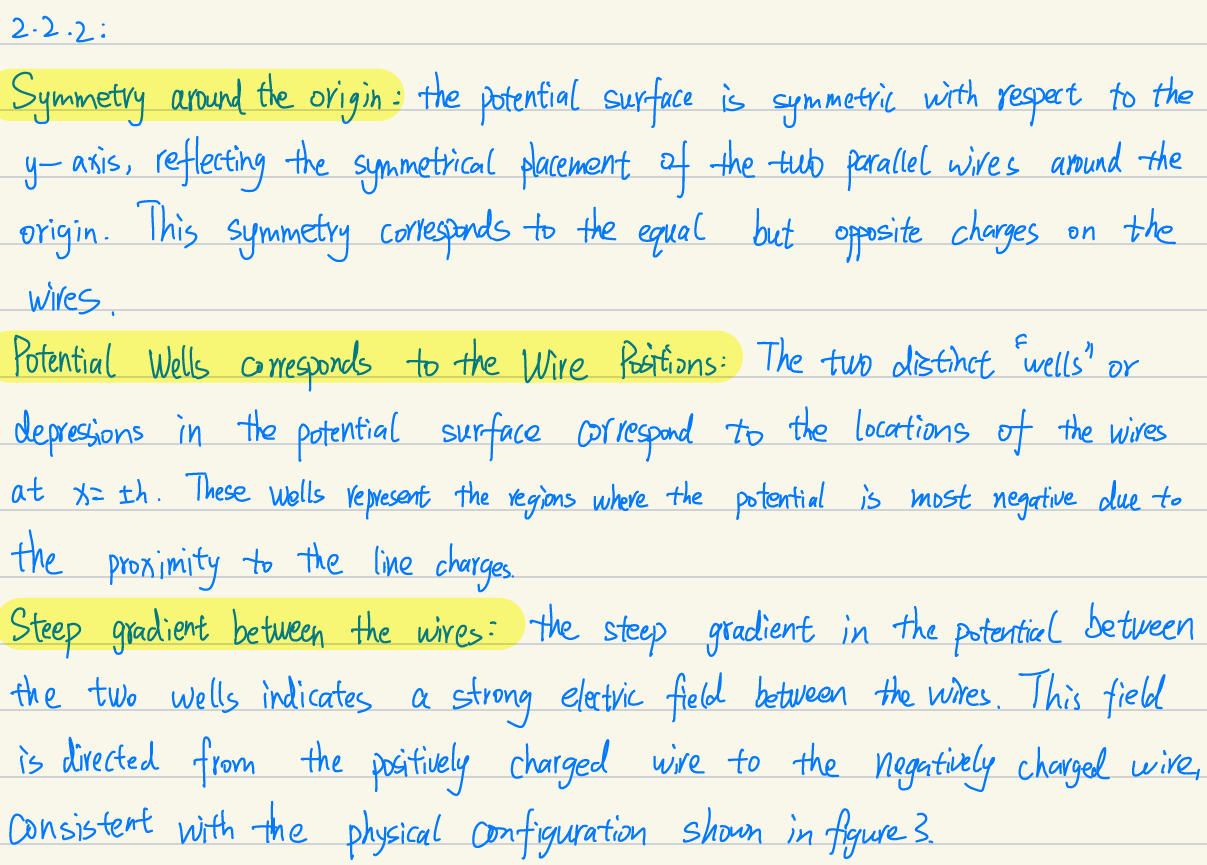 2.2.2:
Symmetry around the origin: the potential surface is symmetric with respect to the
y-axis, reflecting the symmetrical placement of the two parallel wires around the
origin. This symmetry corresponds to the equal but opposite charges on the
wires.
Potential Wells corresponds to the Wire Positions: The two distinct "wells" or
depressions in the potential surface correspond to the locations of the wires
at x=±h. These wells represent the regions where the potential is most negative due to
the proximity to the line charges.
Steep gradient between the wires: the steep gradient in the potential between
the two wells indicates a strong electric field between the wires. This field
is directed from the positively charged wire to the negatively charged wire,
consistent with the physical configuration shown in figure 3.